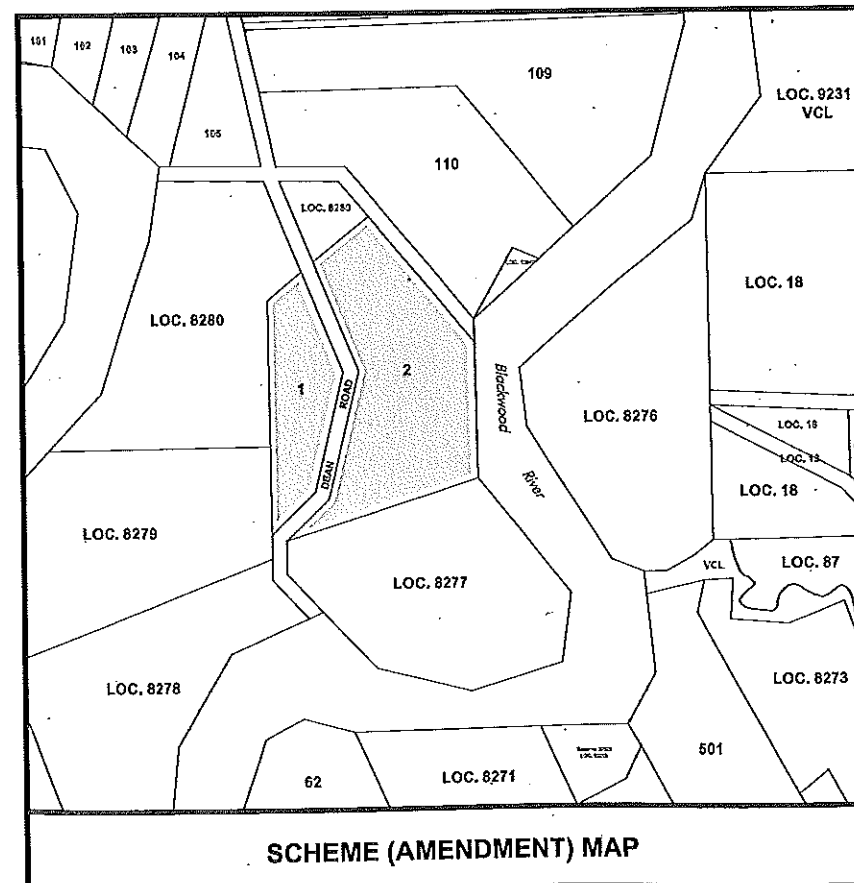 101
102
103
104
105
109
LOC. 9231
VCL
110
LOC. 8280
LOC. 18
LOC. 8280
1
2
ROAD
DEAN
Blackwood
River
LOC. 8276
LOC. 18
LOC. 18
LOC. 13
LOC. 8279
VCL
LOC. 87
LOC. 8277
LOC. 8278
LOC. 8273
62
LOC. 8271
501
SCHEME (AMENDMENT) MAP